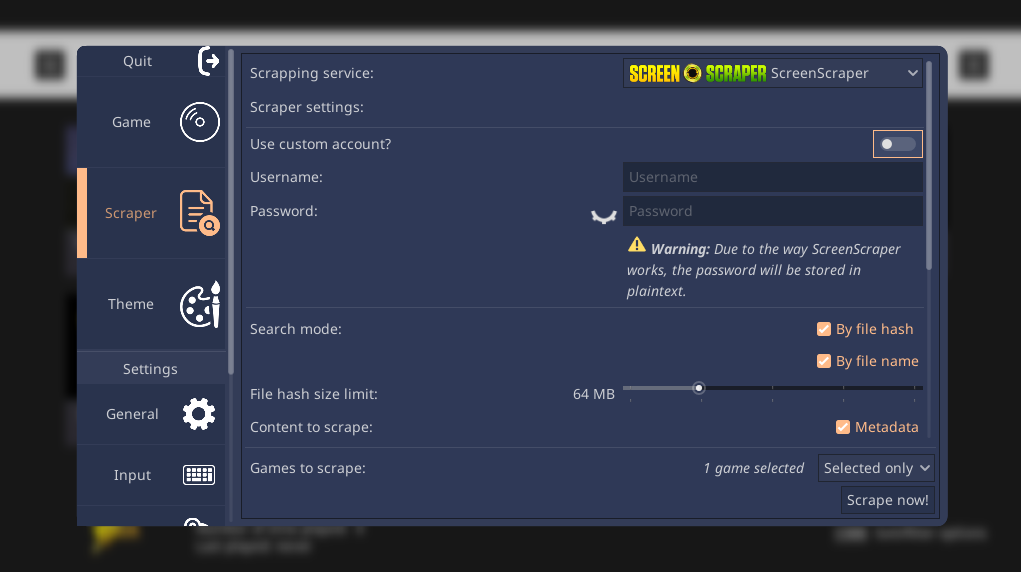 Quit
Game
Scraper
Theme
Settings
General
Input
Scrapping service:
SCREEN SCRAPER ScreenScraper
Scraper settings:
Use custom account?
Username:
Username
Password:
Password
Warning: Due to the way ScreenScraper
works, the password will be stored in
plaintext.
Search mode:
By file hash
By file name
File hash size limit:
64 MB
Content to scrape:
Metadata
Games to scrape:
1 game selected
Selected only
Scrape now!